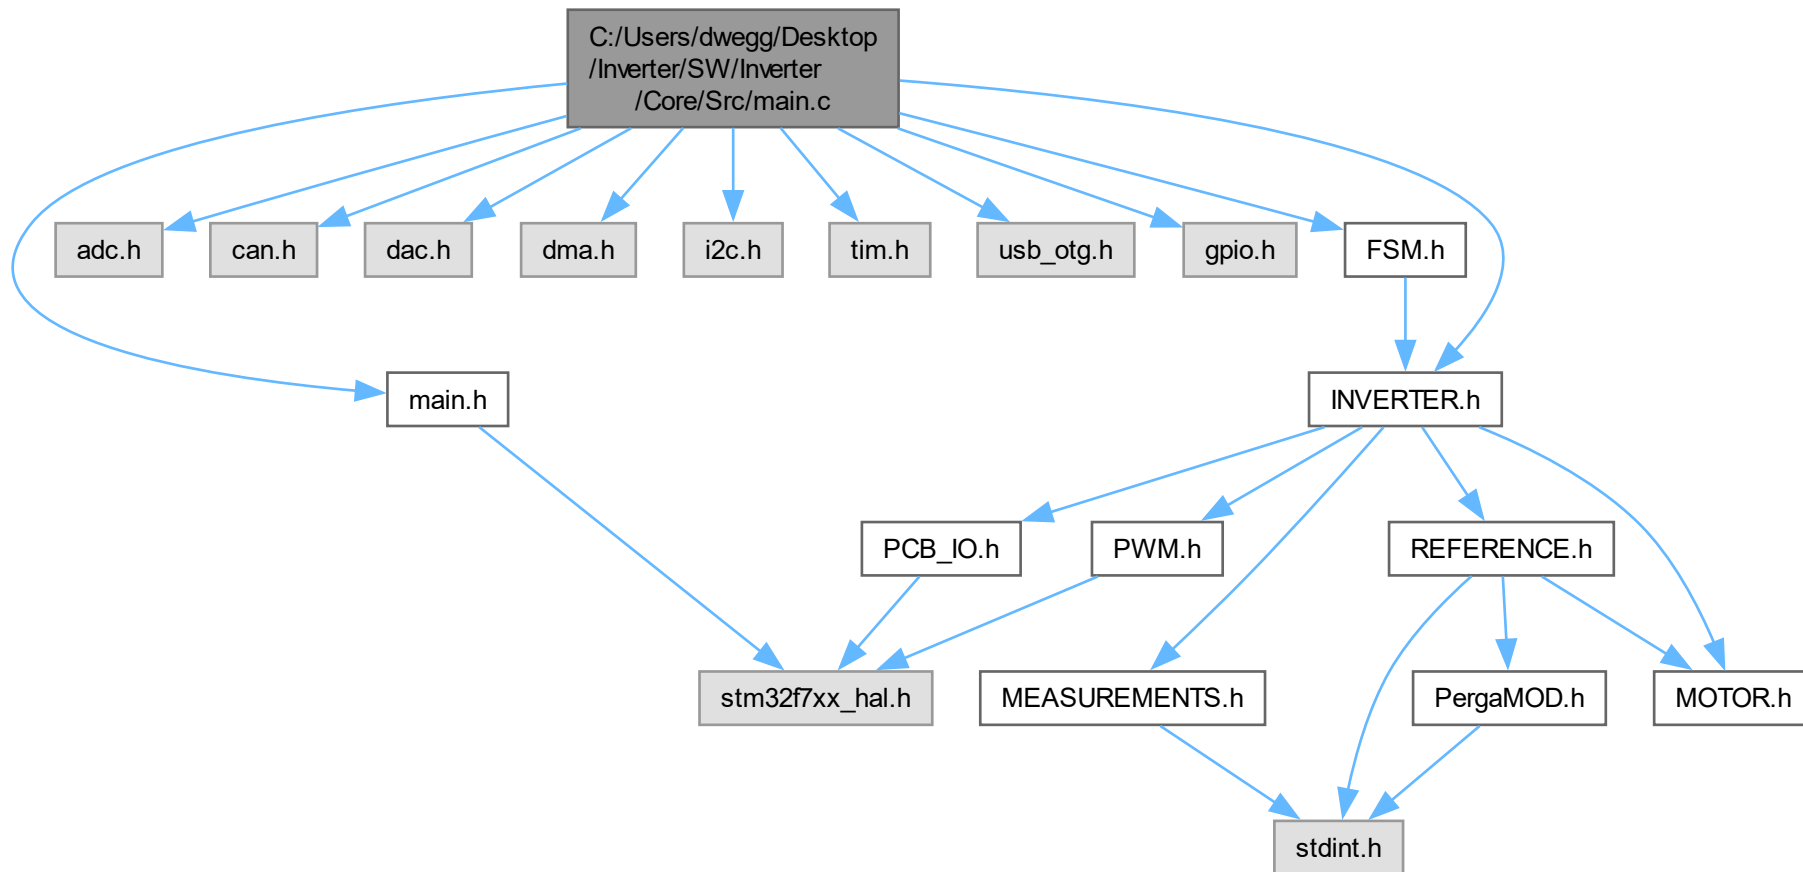 C:/Users/dwegg/Desktop
/Inverter/SW/Inverter
/Core/Src/main.c
adc.h
can.h
dac.h
dma.h
i2c.h
tim.h
usb_otg.h
gpio.h
FSM.h
main.h
INVERTER.h
PCB_IO.h
PWM.h
REFERENCE.h
stm32f7xx_hal.h
MEASUREMENTS.h
PergaMOD.h
MOTOR.h
stdint.h